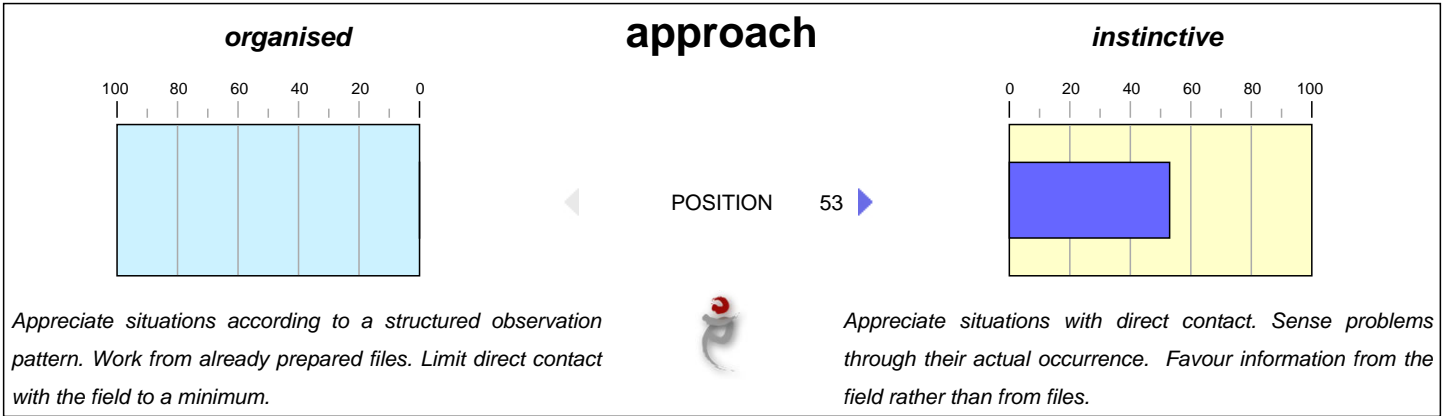 organised
approach
instinctive
100 80 60 40 20 0
0 20 40 60 80 100
POSITION 53
Appreciate situations according to a structured observation
pattern. Work from already prepared files. Limit direct contact
with the field to a minimum.
Appreciate situations with direct contact. Sense problems
through their actual occurrence. Favour information from the
field rather than from files.